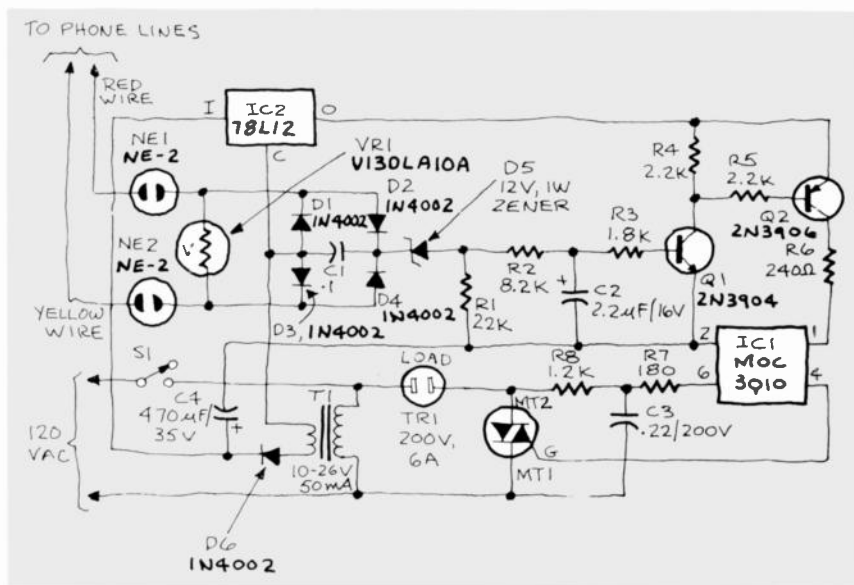 TO PHONE LINES
RED
WIRE
I
IC2
78L12
O
C
NE1
NE-2
VR1
V130LA10A
D1
1N4002
D2
1N4002
D5
12V, 1W
ZENER
R4
2.2K
R5
2.2K
Q2
2N3906
R3
1.8K
NE2
NE-2
C1
.1
R2
8.2K
+
C2
2.2µF/16V
R1
22K
Q1
2N3904
R6
240Ω
YELLOW
WIRE
D3, 1N4002
D4
1N4002
S1
C4
470µF/
35V
+
T1
10-26V
50mA
LOAD
TR1
200V,
6A
R8
1.2K
R7
180
2
6
IC1
MOC
3010
1
4
MT2
G
MT1
C3
.22/200V
120
VAC
D6
1N4002